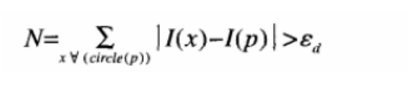 N= Σ |I(x)−I(p)|>ε_d
x∀(circle(p))